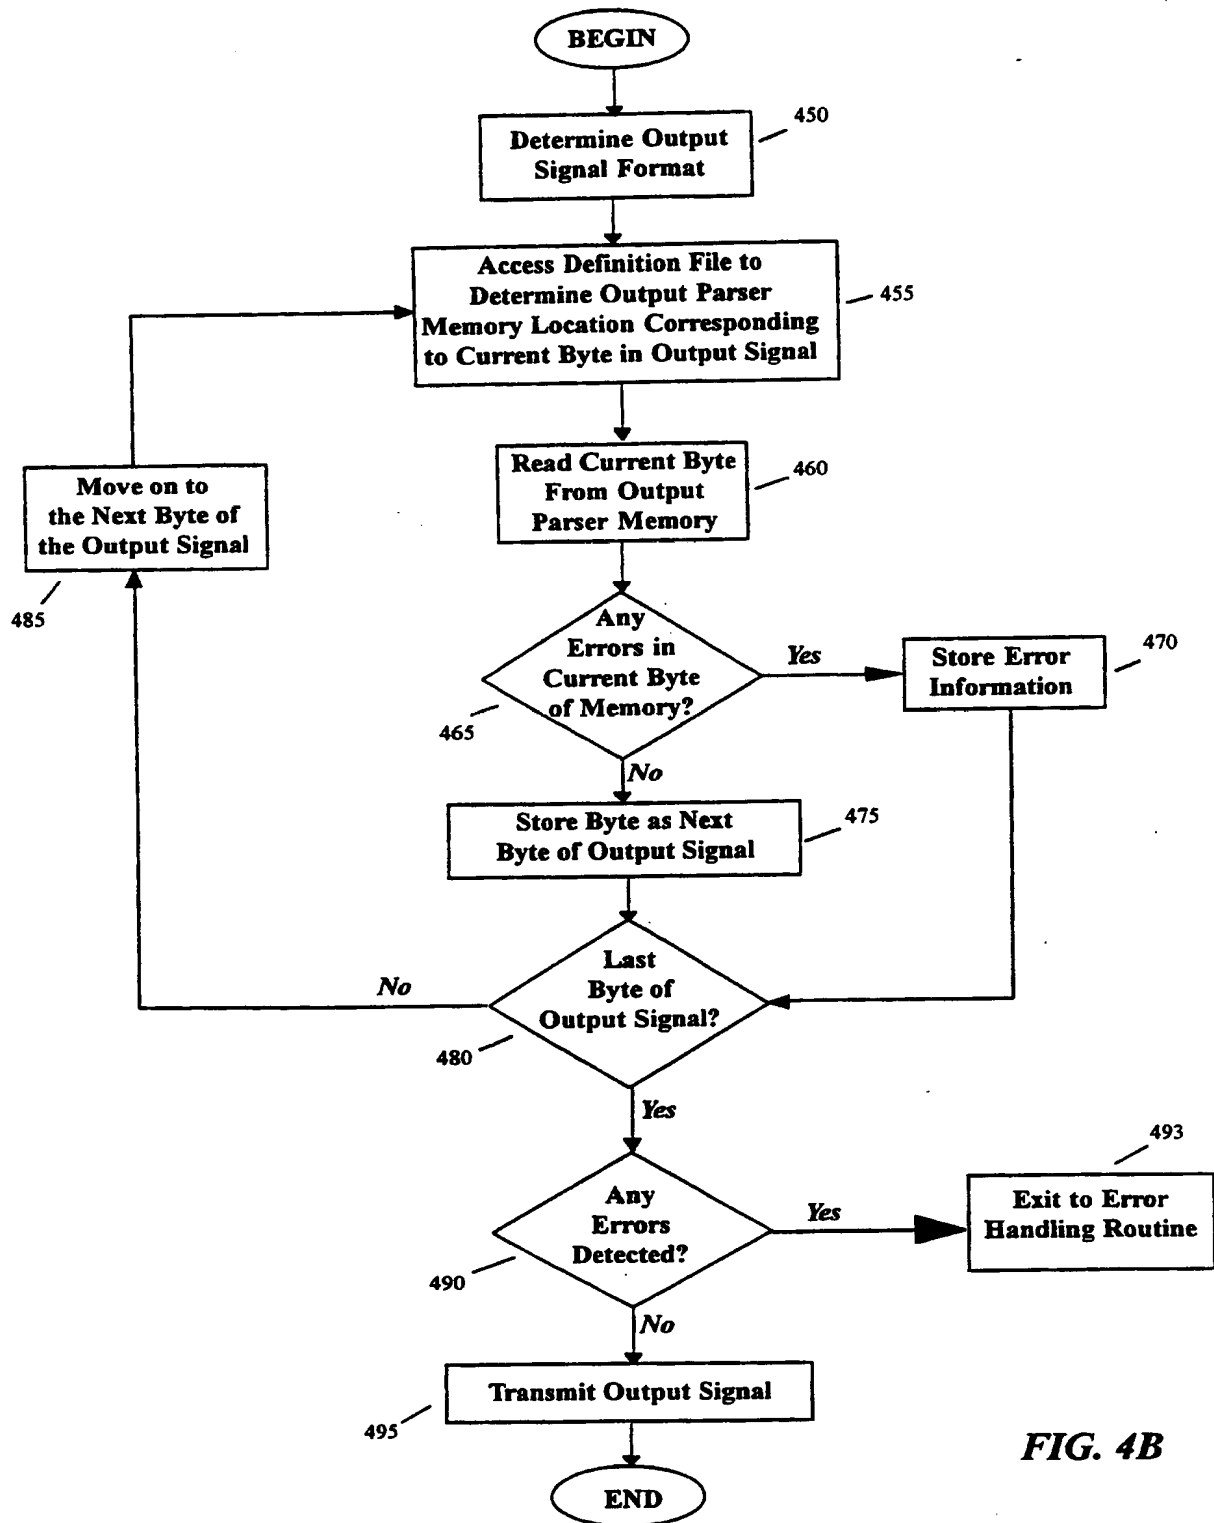 BEGIN
450
Determine Output
Signal Format
Access Definition File to
Determine Output Parser
Memory Location Corresponding
to Current Byte in Output Signal
455
Read Current Byte
From Output
Parser Memory
460
Move on to
the Next Byte of
the Output Signal
485
Any
Errors in
Current Byte
of Memory?
465
Yes
Store Error
Information
470
No
Store Byte as Next
Byte of Output Signal
475
Last
Byte of
Output Signal?
480
No
Yes
Any
Errors
Detected?
490
Yes
493
Exit to Error
Handling Routine
No
Transmit Output Signal
495
END
FIG. 4B